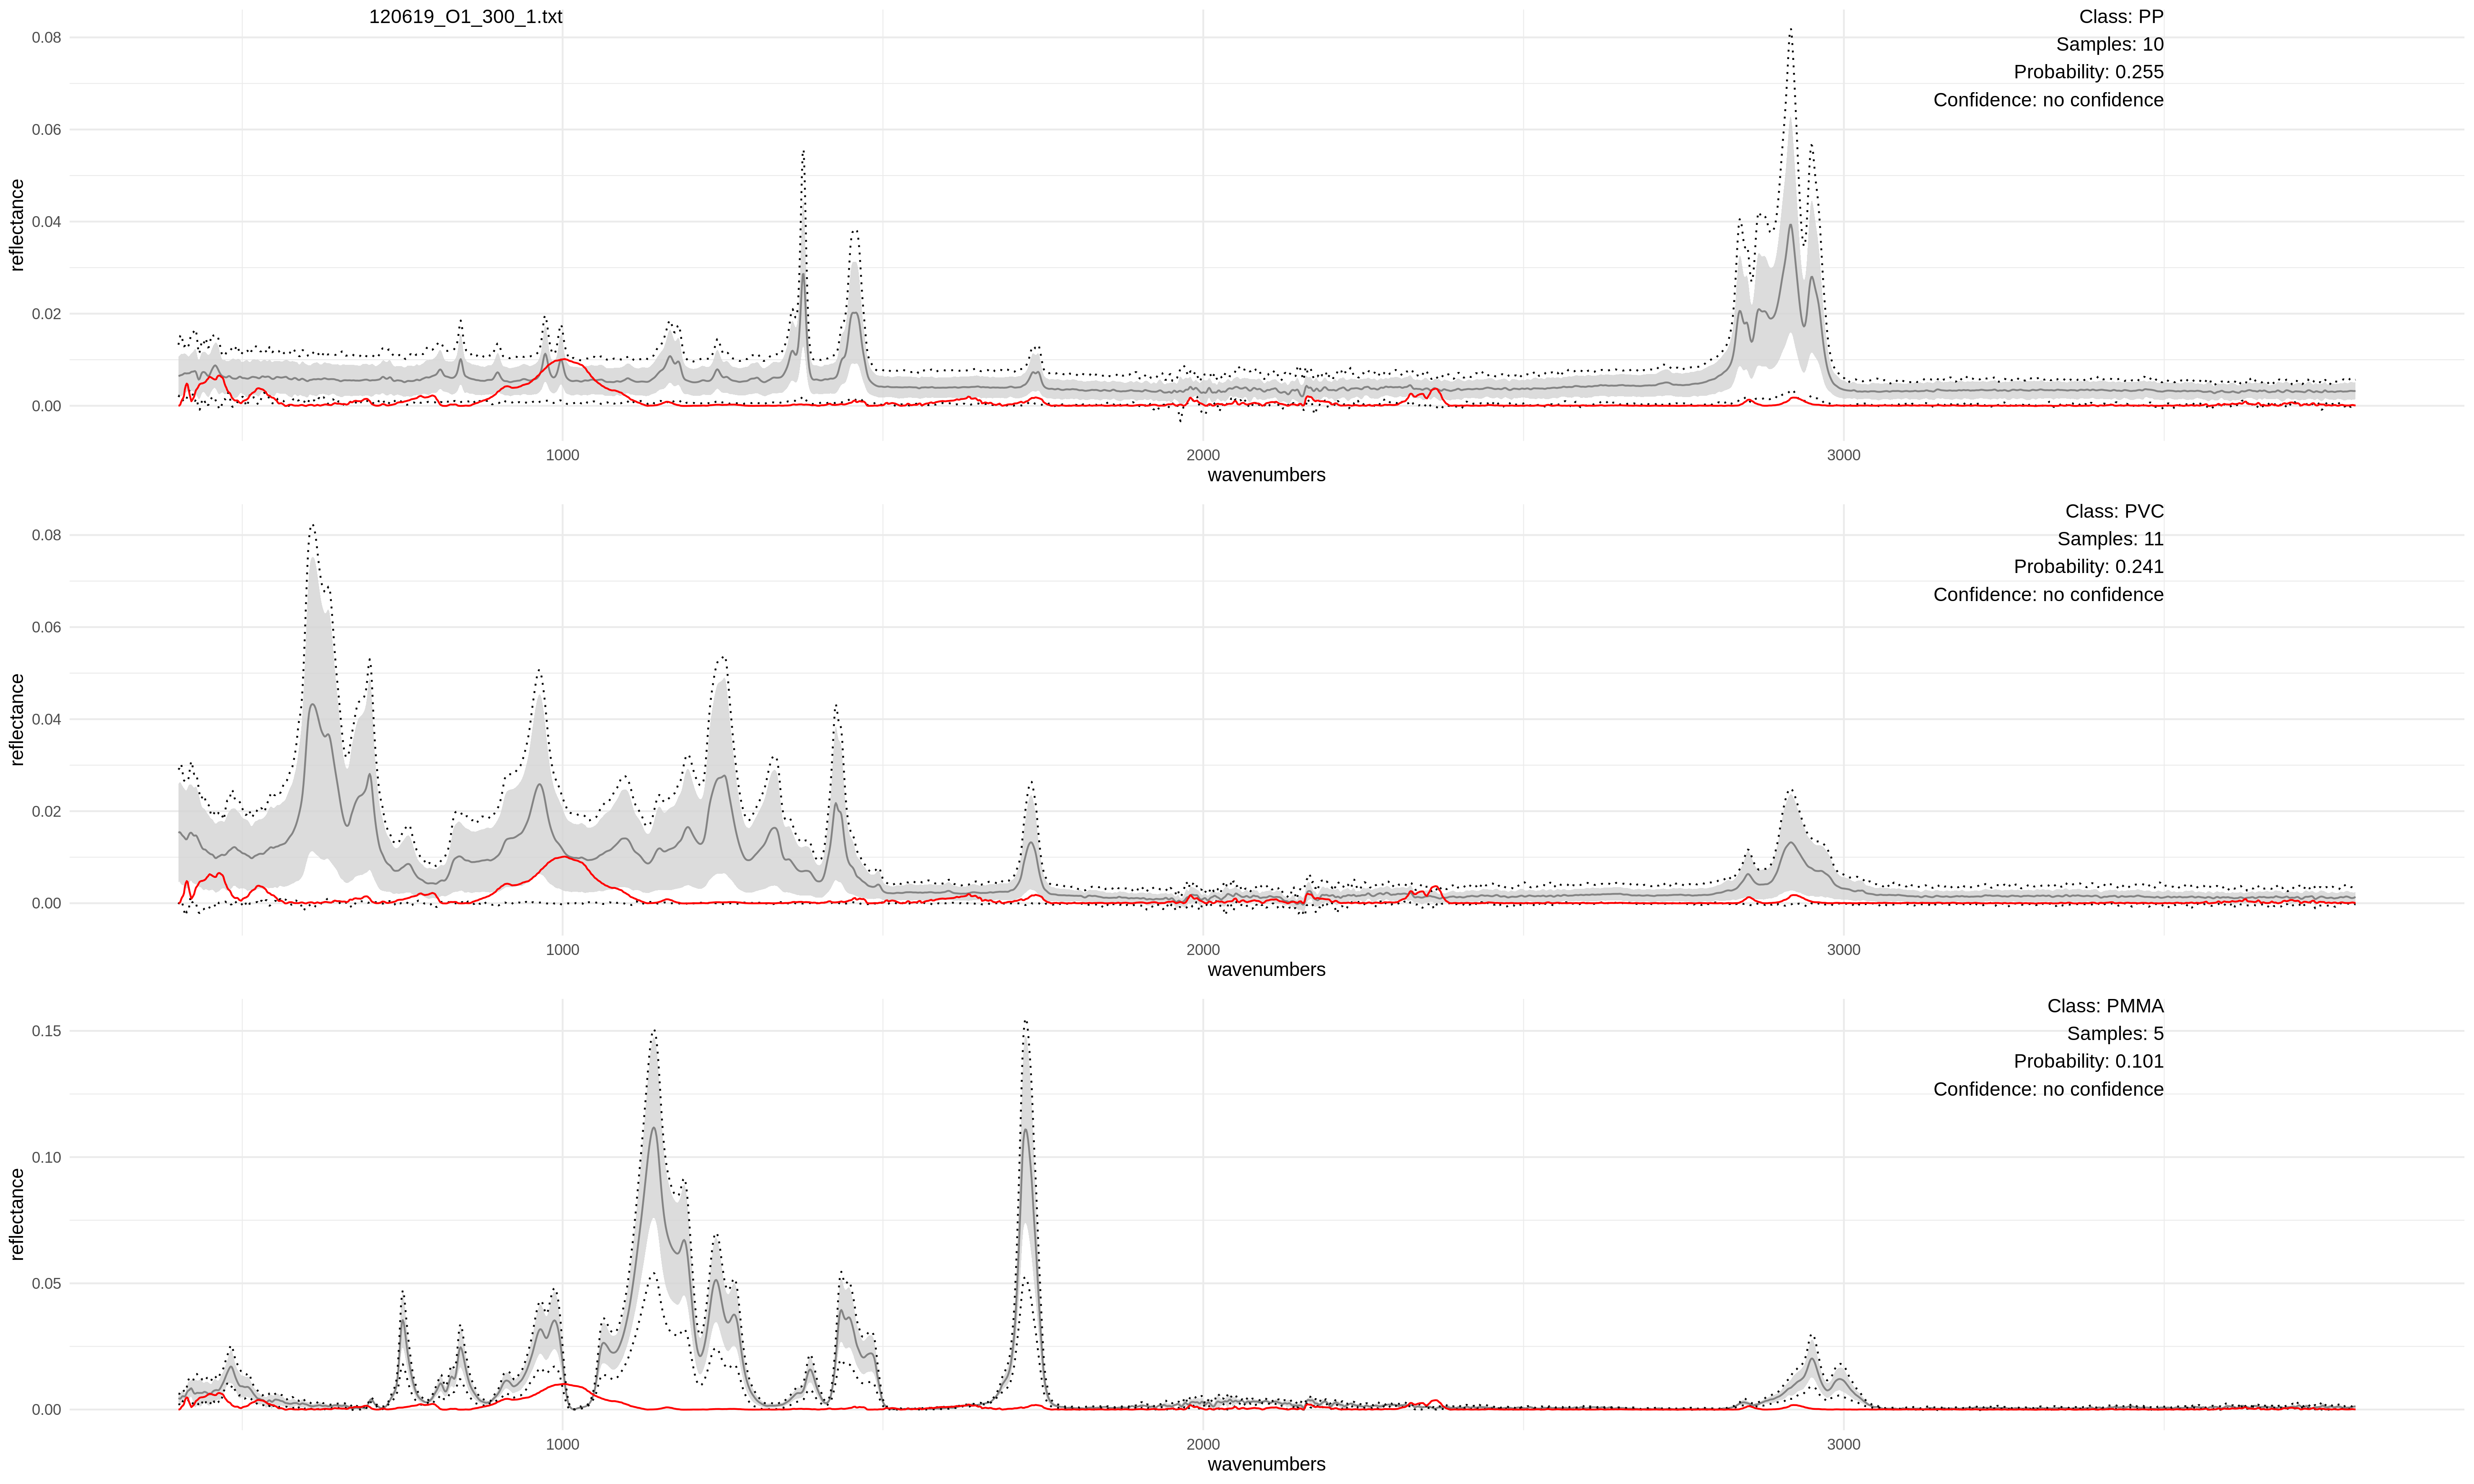 120619_O1_300_1.txt
Class: PP
Samples: 10
Probability: 0.255
Confidence: no confidence
reflectance
0.08
0.06
0.04
0.02
0.00
1000
2000
3000
wavenumbers
Class: PVC
Samples: 11
Probability: 0.241
Confidence: no confidence
reflectance
0.08
0.06
0.04
0.02
0.00
1000
2000
3000
wavenumbers
Class: PMMA
Samples: 5
Probability: 0.101
Confidence: no confidence
reflectance
0.15
0.10
0.05
0.00
1000
2000
3000
wavenumbers